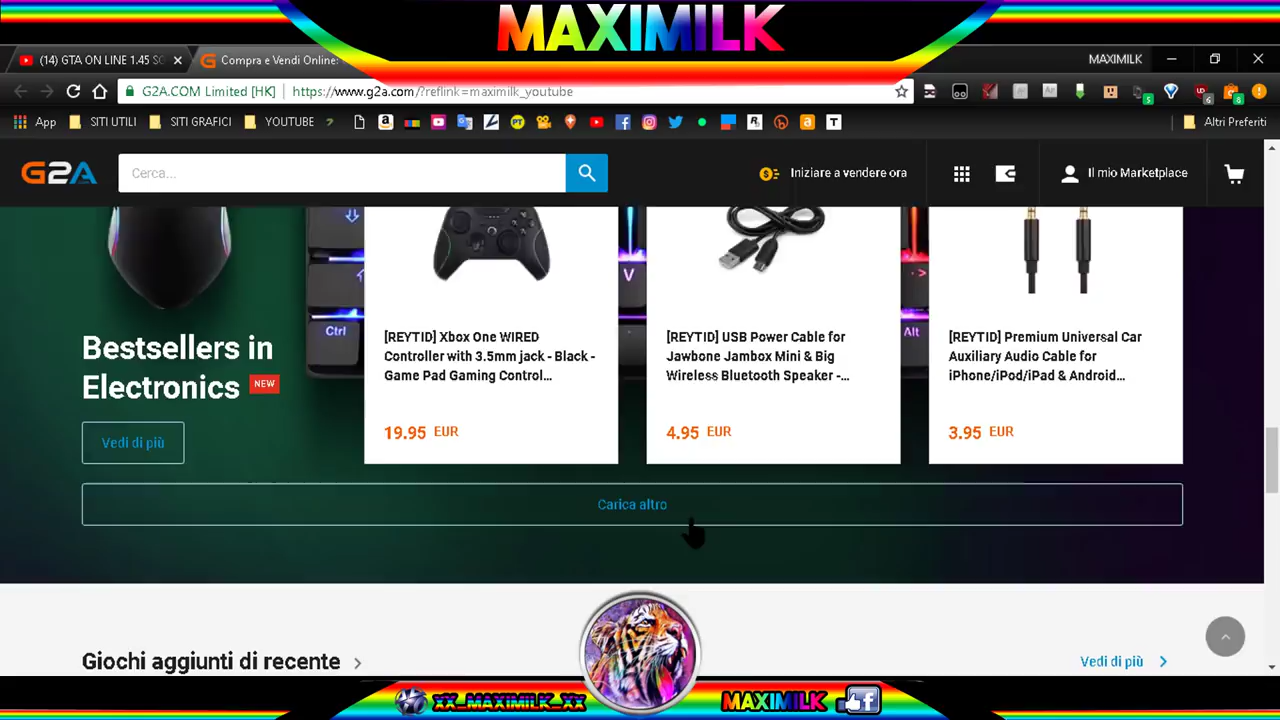 MAXIMILK
(14) GTA ON LINE 1.45 SO
Compra e Vendi Online:
MAXIMILK
G2A.COM Limited [HK]
https://www.g2a.com/?reflink=maximilk_youtube
App
SITI UTILI
SITI GRAFICI
YOUTUBE
Altri Preferiti
G2A
Cerca...
Iniziare a vendere ora
Il mio Marketplace
Ctrl
V
Alt
Bestsellers in
Electronics
NEW
Vedi di più
[REYTID] Xbox One WIRED
Controller with 3.5mm jack - Black -
Game Pad Gaming Control...
19.95 EUR
[REYTID] USB Power Cable for
Jawbone Jambox Mini & Big
Wireless Bluetooth Speaker -...
4.95 EUR
[REYTID] Premium Universal Car
Auxiliary Audio Cable for
iPhone/iPod/iPad & Android...
3.95 EUR
Carica altro
Giochi aggiunti di recente
Vedi di più
XX_MAXIMILK_XX
MAXIMILK